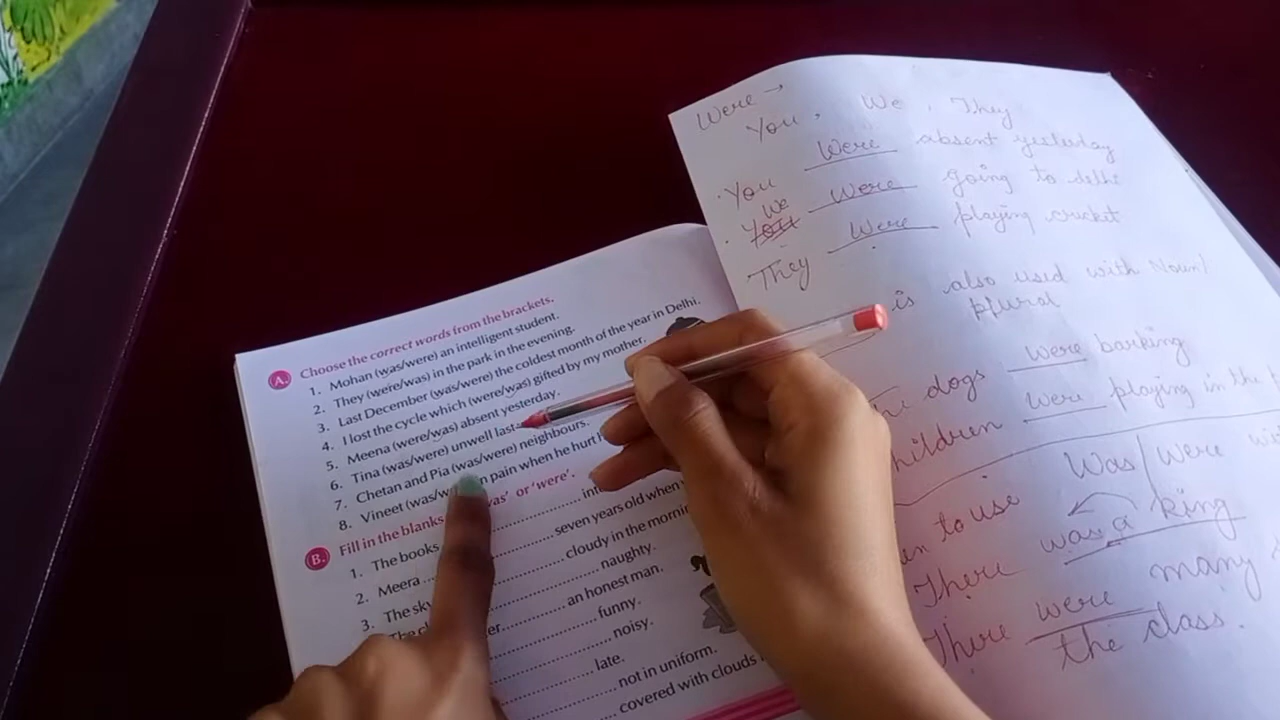 A. Choose the correct words from the brackets.
1. Mohan (was/were) an intelligent student.
2. They (were/was) in the park in the evening.
3. Last December (was/were) the coldest month of the year in Delhi.
4. I lost the cycle which (were/was) gifted by my mother.
5. Meena (were/was) absent yesterday.
6. Tina (was/were) unwell last
7. Chetan and Pia (was/were) neighbours.
8. Vineet (was/ in pain when he hurt
B. Fill in the blanks or 'were'.
1. The books
2. Meera seven years old when
3. The sky cloudy in the
naughty.
an honest man.
funny.
noisy.
late.
not in uniform.
covered with clouds
Were →
You, We, They
You were absent yesterday
We were going to delhi
They were playing cricket
is also used with Noun/
plural
dogs were barking
were playing in the
to use Was/were
There was a king
There were many
the class.